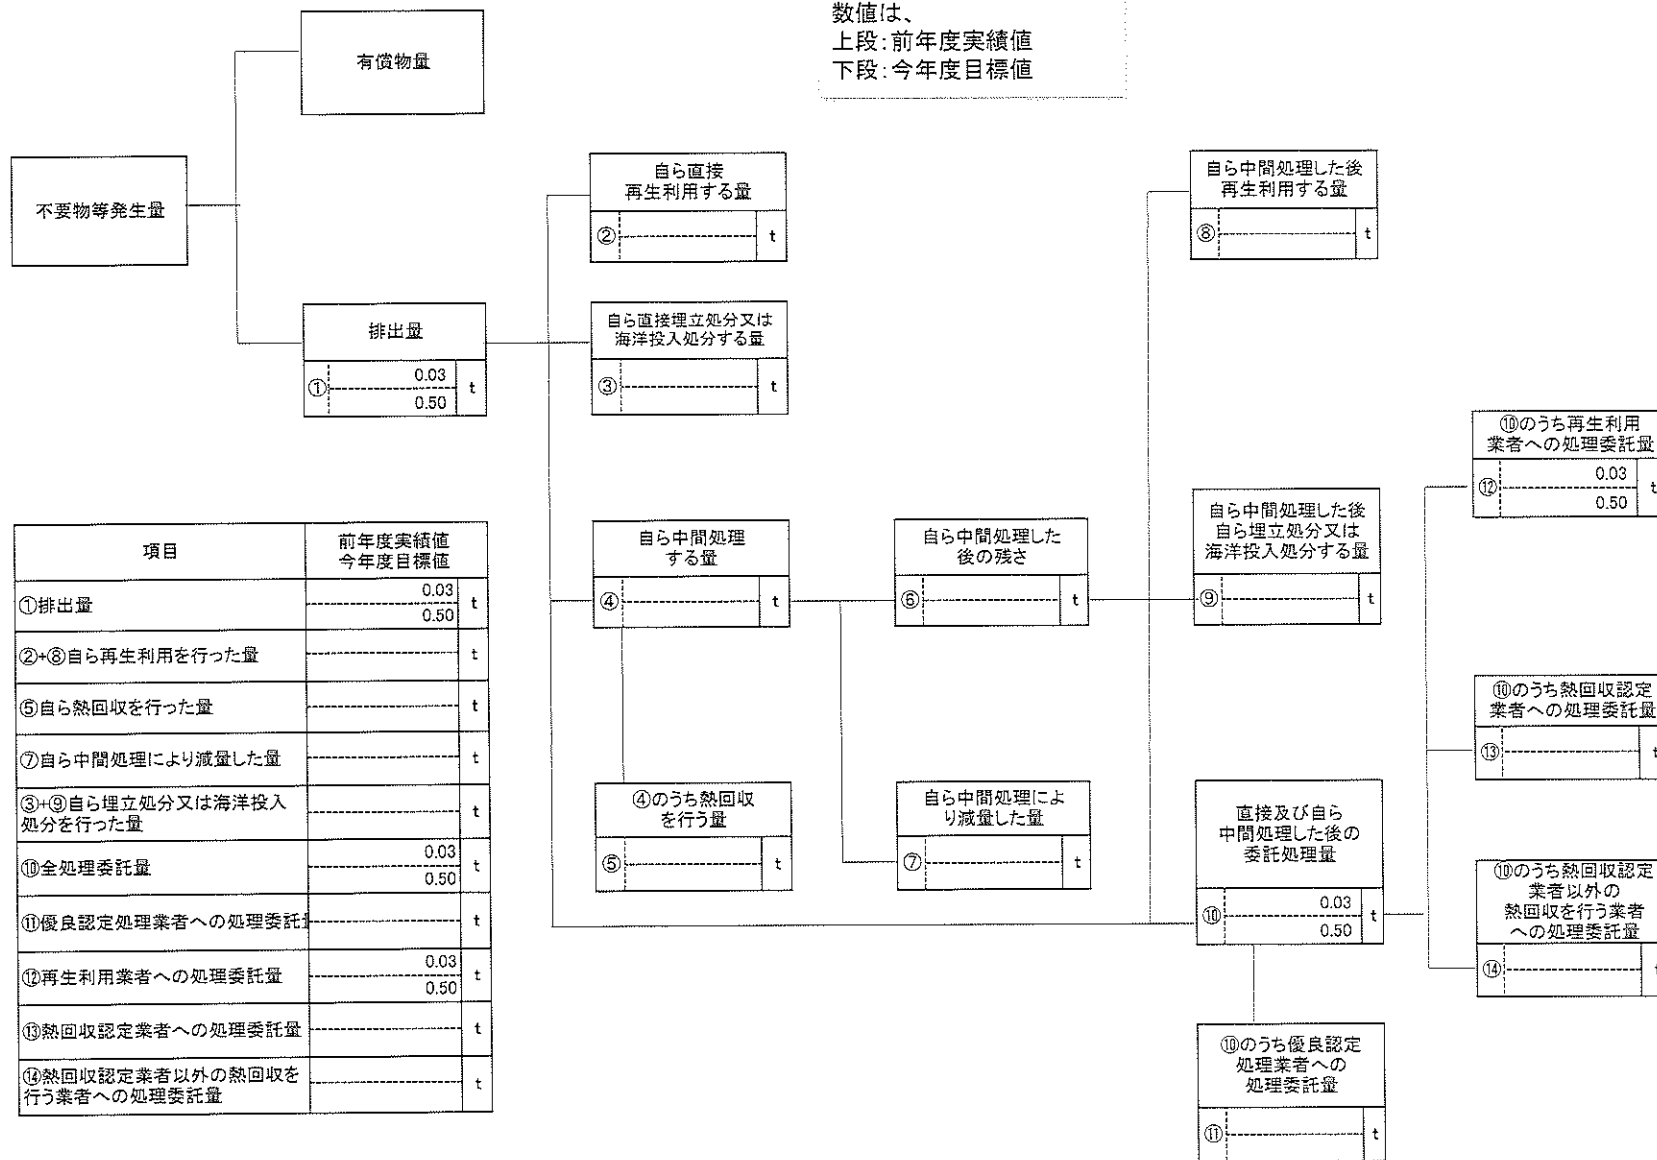 数値は、
上段：前年度実績値
下段：今年度目標値
有償物量
不要物等発生量
排出量
① 0.03 t
0.50
自ら直接
再生利用する量
② t
自ら直接埋立処分又は
海洋投入処分する量
③ t
自ら中間処理
する量
④ t
④のうち熱回収
を行う量
⑤ t
自ら中間処理した
後の残さ
⑥ t
自ら中間処理によ
り減量した量
⑦ t
自ら中間処理した後
再生利用する量
⑧ t
自ら中間処理した後
自ら埋立処分又は
海洋投入処分する量
⑨ t
直接及び自ら
中間処理した後の
委託処理量
⑩ 0.03 t
0.50
⑩のうち優良認定
処理業者への
処理委託量
⑪ t
⑩のうち再生利用
業者への処理委託量
⑫ 0.03 t
0.50
⑩のうち熱回収認定
業者への処理委託量
⑬ t
⑩のうち熱回収認定
業者以外の
熱回収を行う業者
への処理委託量
⑭ t
項目
前年度実績値
今年度目標値
①排出量 0.03 t
0.50
②+⑧自ら再生利用を行った量 t
⑤自ら熱回収を行った量 t
⑦自ら中間処理により減量した量 t
③+⑨自ら埋立処分又は海洋投入
処分を行った量 t
⑩全処理委託量 0.03 t
0.50
⑪優良認定処理業者への処理委託 t
⑫再生利用業者への処理委託量 0.03 t
0.50
⑬熱回収認定業者への処理委託量 t
⑭熱回収認定業者以外の熱回収を
行う業者への処理委託量 t